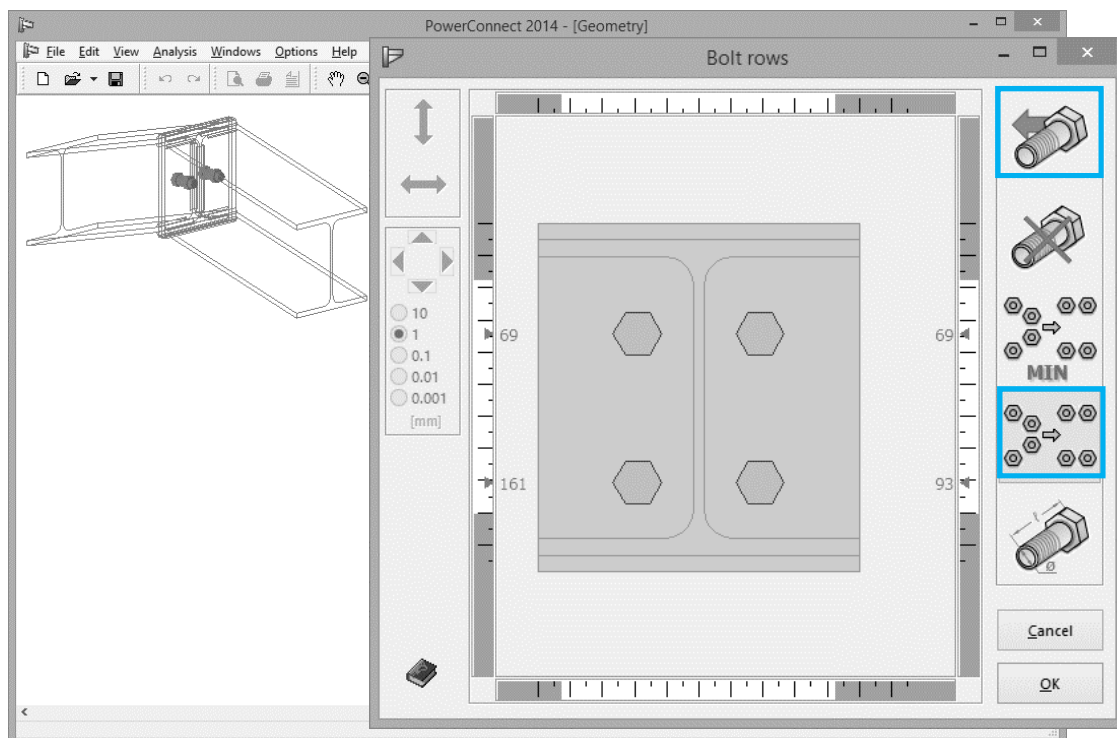 PowerConnect 2014 - [Geometry]
File Edit View Analysis Windows Options Help
Bolt rows
10
1
0.1
0.01
0.001
[mm]
69
69
161
93
MIN
ℓ
ø
Cancel
OK